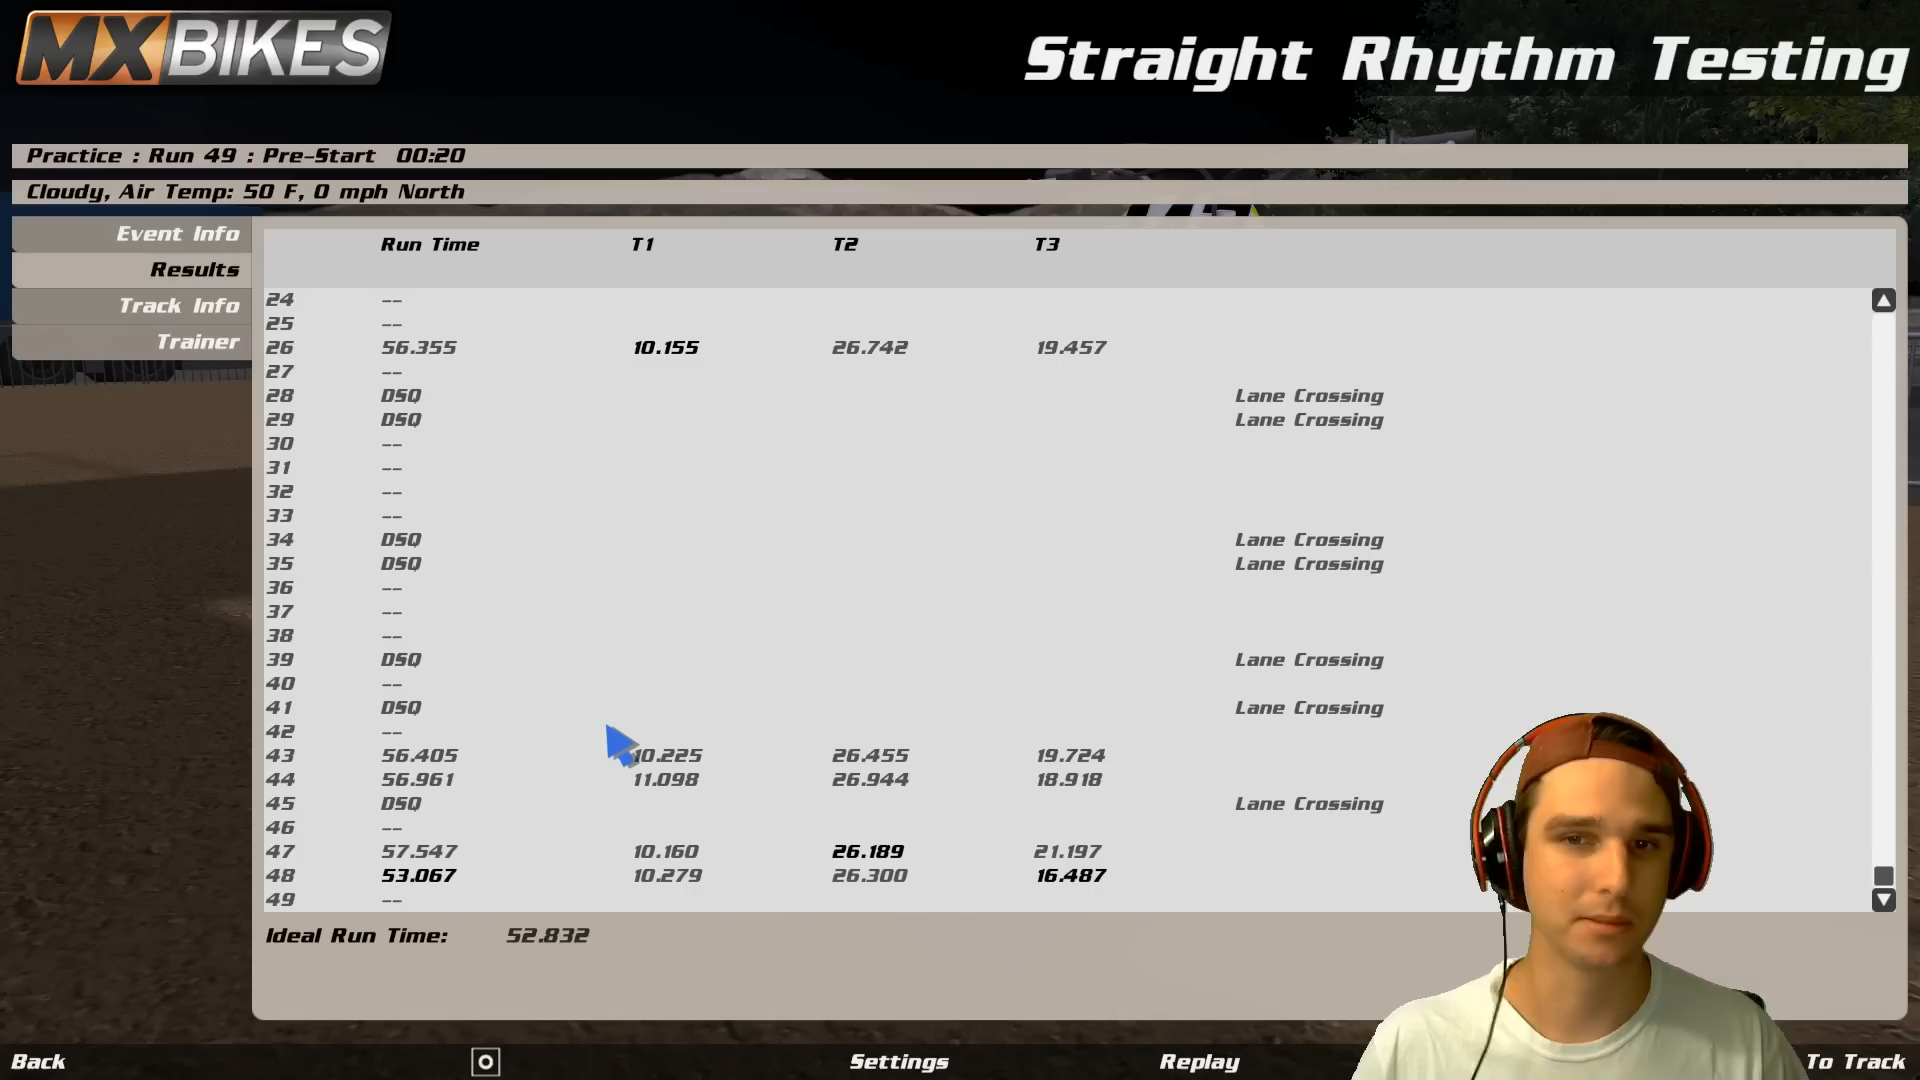 MXBIKES
Straight Rhythm Testing
Practice : Run 49 : Pre-Start 00:20
Cloudy, Air Temp: 50 F, 0 mph North
Event Info
Results
Track Info
Trainer
Run Time T1 T2 T3
24 --
25 --
26 56.355 10.155 26.742 19.457
27 --
28 DSQ Lane Crossing
29 DSQ Lane Crossing
30 --
31 --
32 --
33 --
34 DSQ Lane Crossing
35 DSQ Lane Crossing
36 --
37 --
38 --
39 DSQ Lane Crossing
40 --
41 DSQ Lane Crossing
42 --
43 56.405 10.225 26.455 19.724
44 56.961 11.098 26.944 18.918
45 DSQ Lane Crossing
46 --
47 57.547 10.160 26.189 21.197
48 53.067 10.279 26.300 16.487
49 --
Ideal Run Time: 52.832
Back Settings Replay To Track